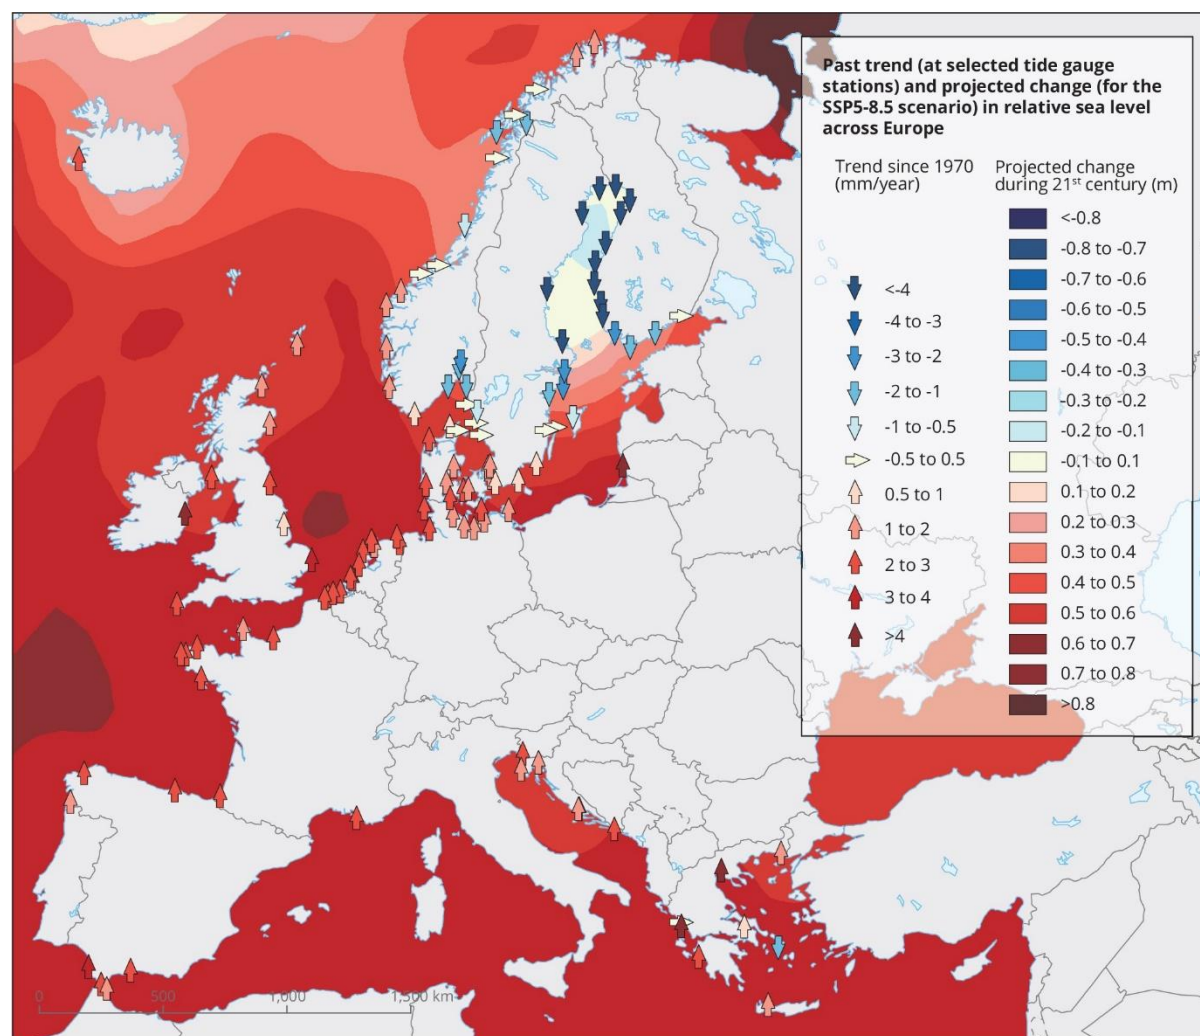 Past trend (at selected tide gauge
stations) and projected change (for the
SSP5-8.5 scenario) in relative sea level
across Europe
Trend since 1970
(mm/year)
<-4
-4 to -3
-3 to -2
-2 to -1
-1 to -0.5
-0.5 to 0.5
0.5 to 1
1 to 2
2 to 3
3 to 4
>4
Projected change
during 21st century (m)
<-0.8
-0.8 to -0.7
-0.7 to -0.6
-0.6 to -0.5
-0.5 to -0.4
-0.4 to -0.3
-0.3 to -0.2
-0.2 to -0.1
-0.1 to 0.1
0.1 to 0.2
0.2 to 0.3
0.3 to 0.4
0.4 to 0.5
0.5 to 0.6
0.6 to 0.7
0.7 to 0.8
>0.8
0 500 1,000 1,500 km